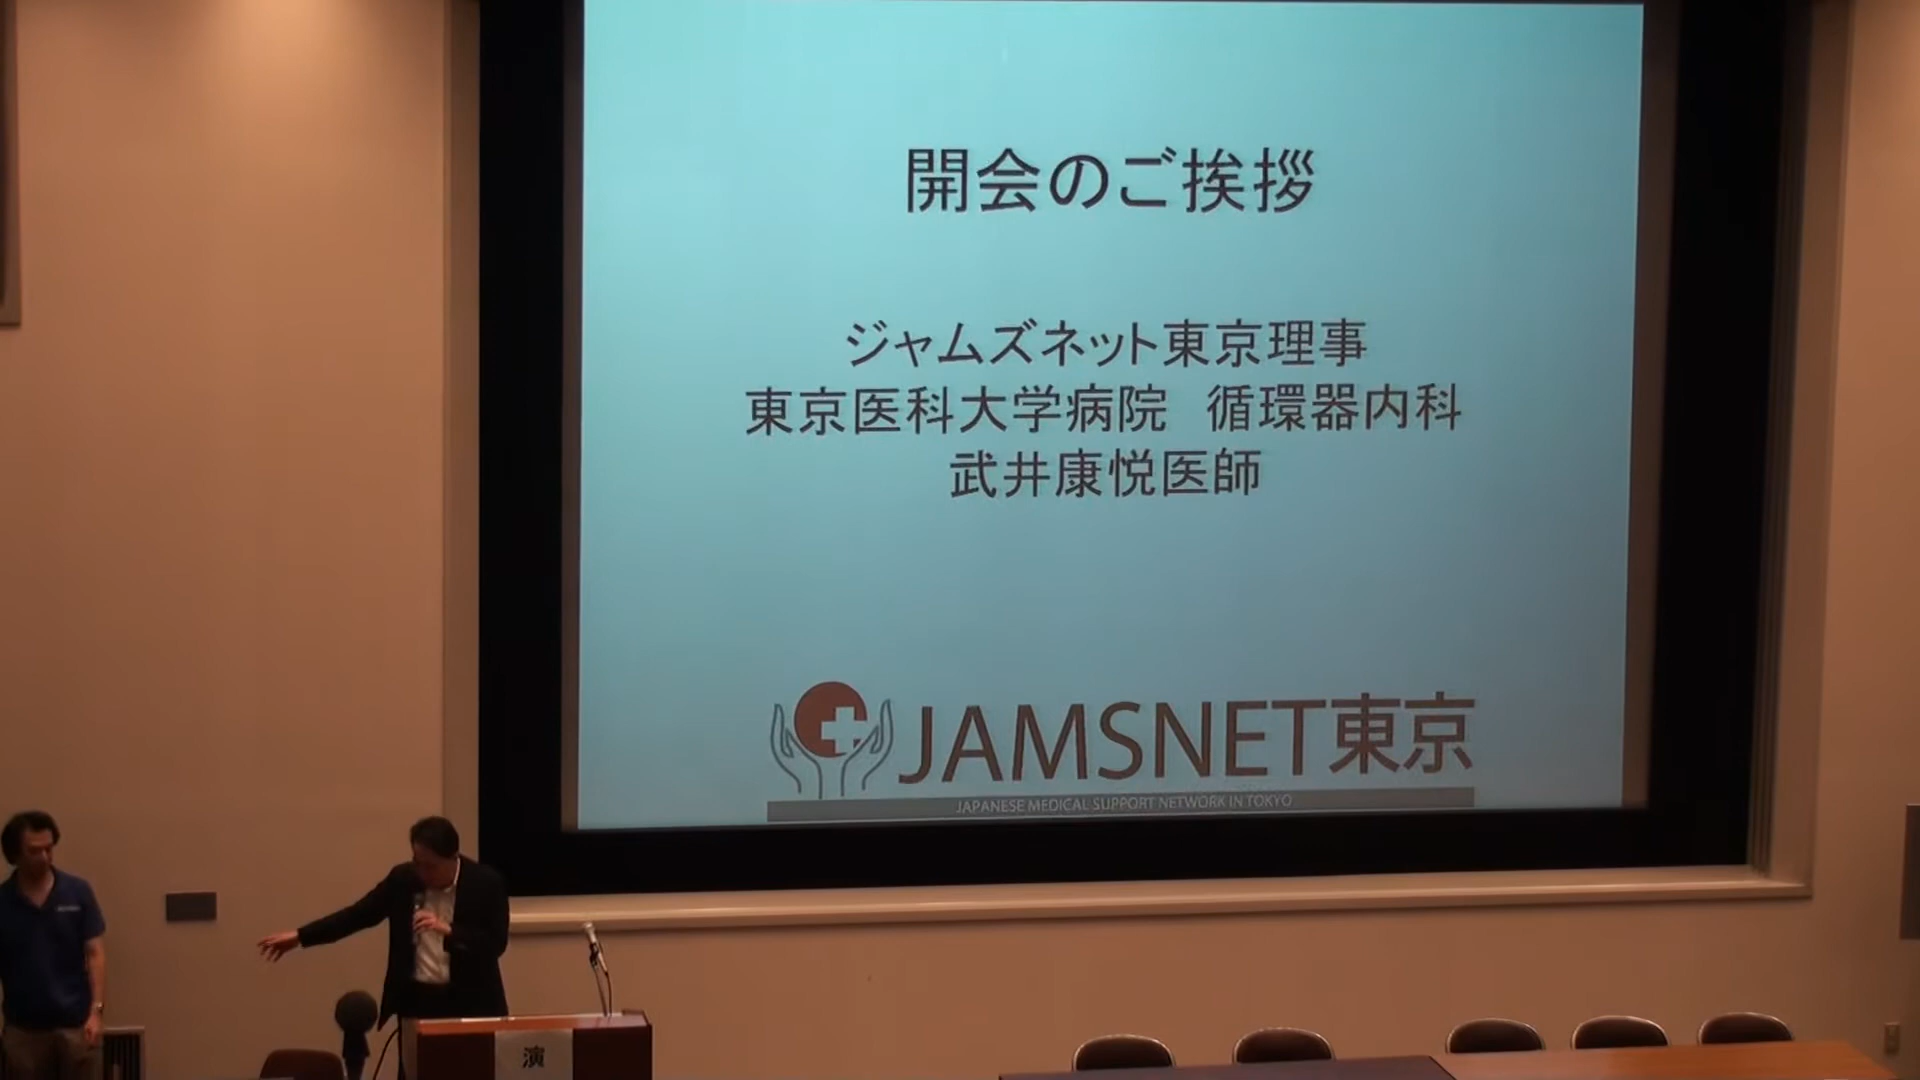 開会のご挨拶
ジャムズネット東京理事
東京医科大学病院　循環器内科
武井康悦医師
JAMSNET東京
JAPANESE MEDICAL SUPPORT NETWORK IN TOKYO
演